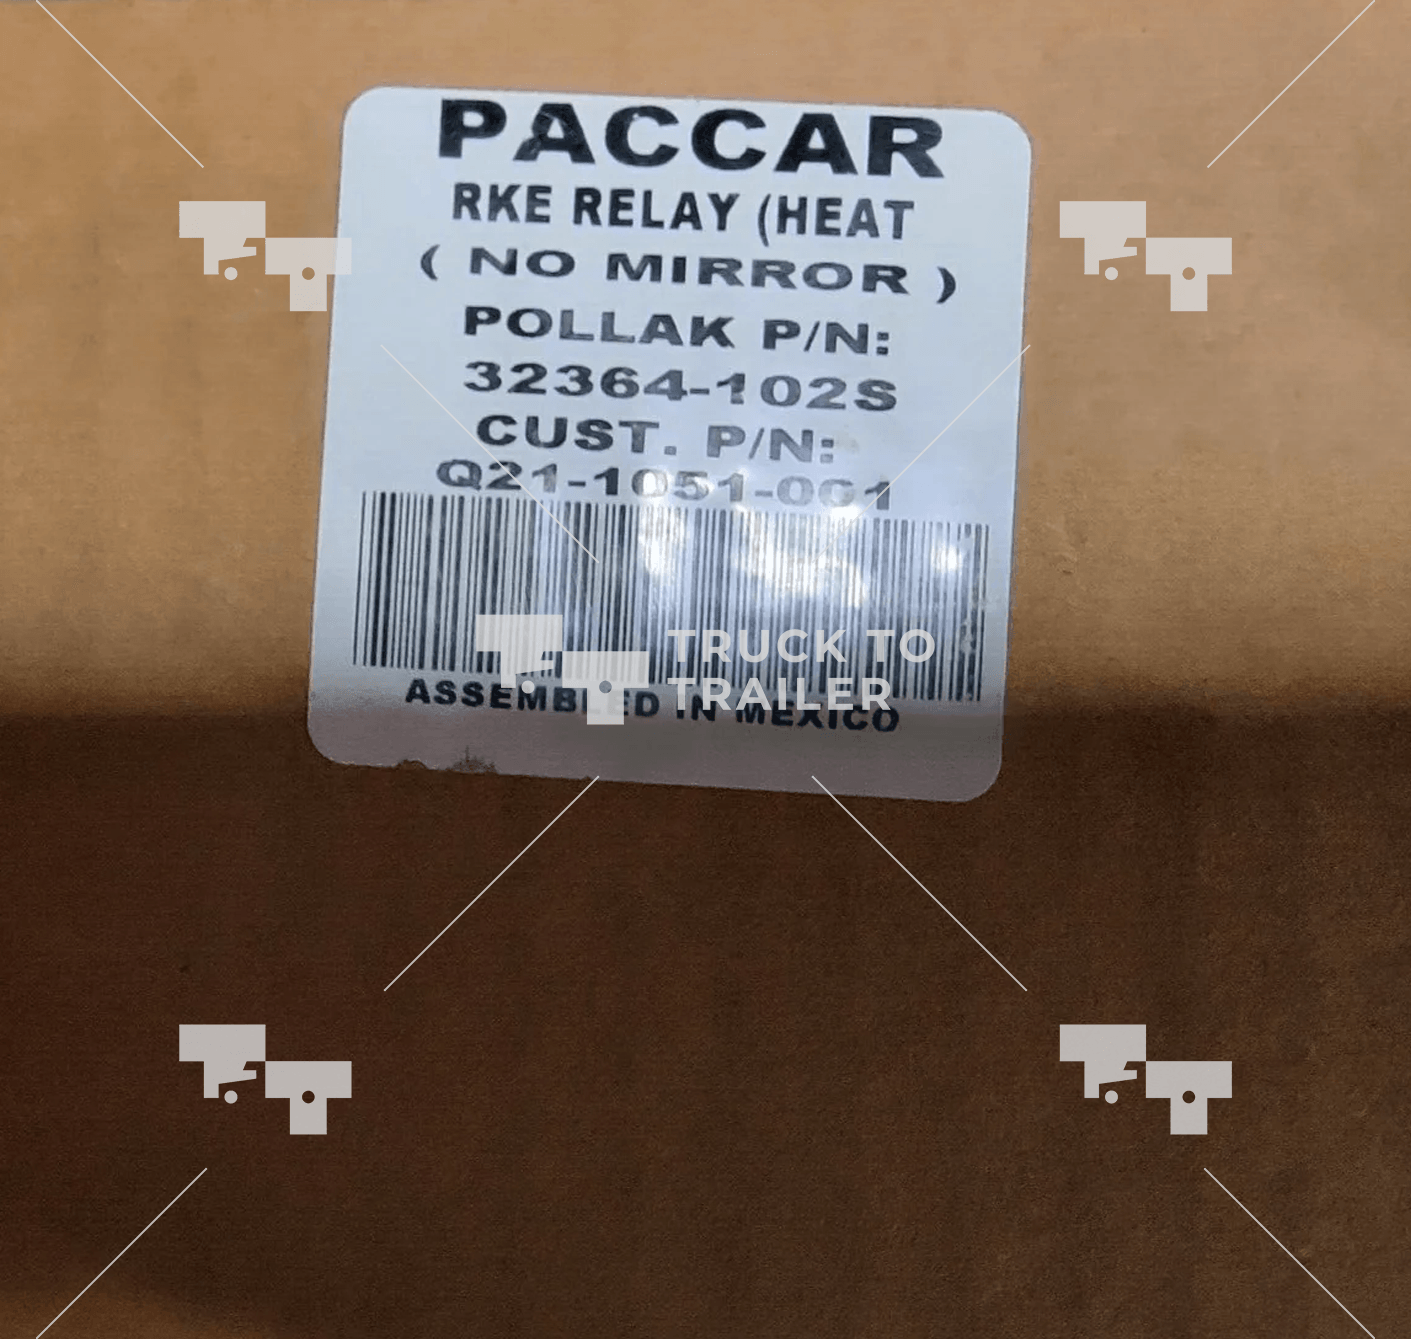 PACCAR
RKE RELAY (HEAT
( NO MIRROR )
POLLAK P/N:
32364-102S
CUST. P/N:
Q21-1051-001
TRUCK TO
TRAILER
ASSEMBLED IN MEXICO